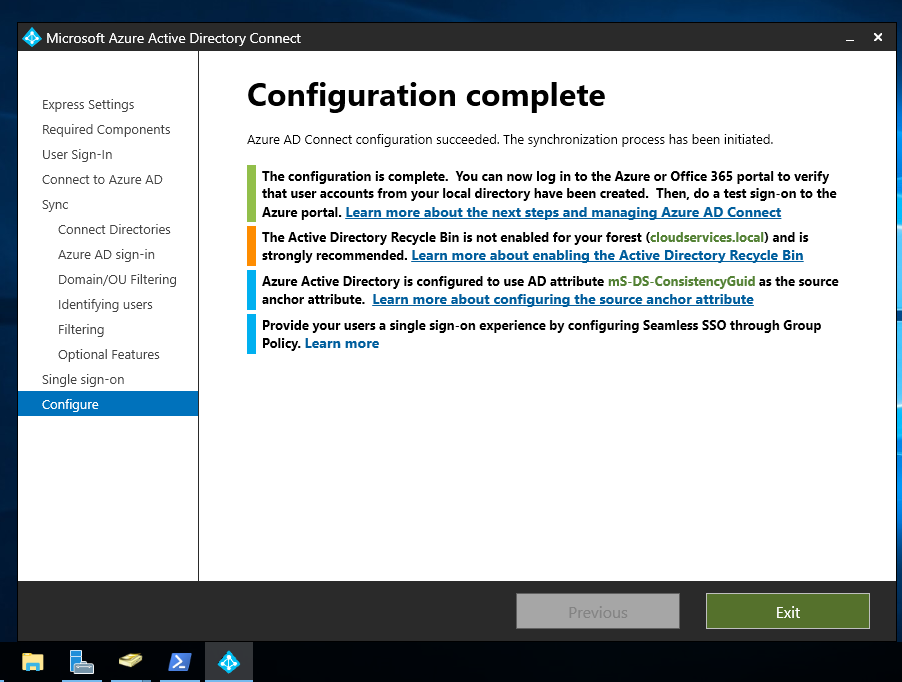 Microsoft Azure Active Directory Connect
Express Settings
Required Components
User Sign-In
Connect to Azure AD
Sync
Connect Directories
Azure AD sign-in
Domain/OU Filtering
Identifying users
Filtering
Optional Features
Single sign-on
Configure
Configuration complete
Azure AD Connect configuration succeeded. The synchronization process has been initiated.
The configuration is complete.  You can now log in to the Azure or Office 365 portal to verify
that user accounts from your local directory have been created.  Then, do a test sign-on to the
Azure portal. Learn more about the next steps and managing Azure AD Connect
The Active Directory Recycle Bin is not enabled for your forest (cloudservices.local) and is
strongly recommended. Learn more about enabling the Active Directory Recycle Bin
Azure Active Directory is configured to use AD attribute mS-DS-ConsistencyGuid as the source
anchor attribute.  Learn more about configuring the source anchor attribute
Provide your users a single sign-on experience by configuring Seamless SSO through Group
Policy. Learn more
Previous
Exit